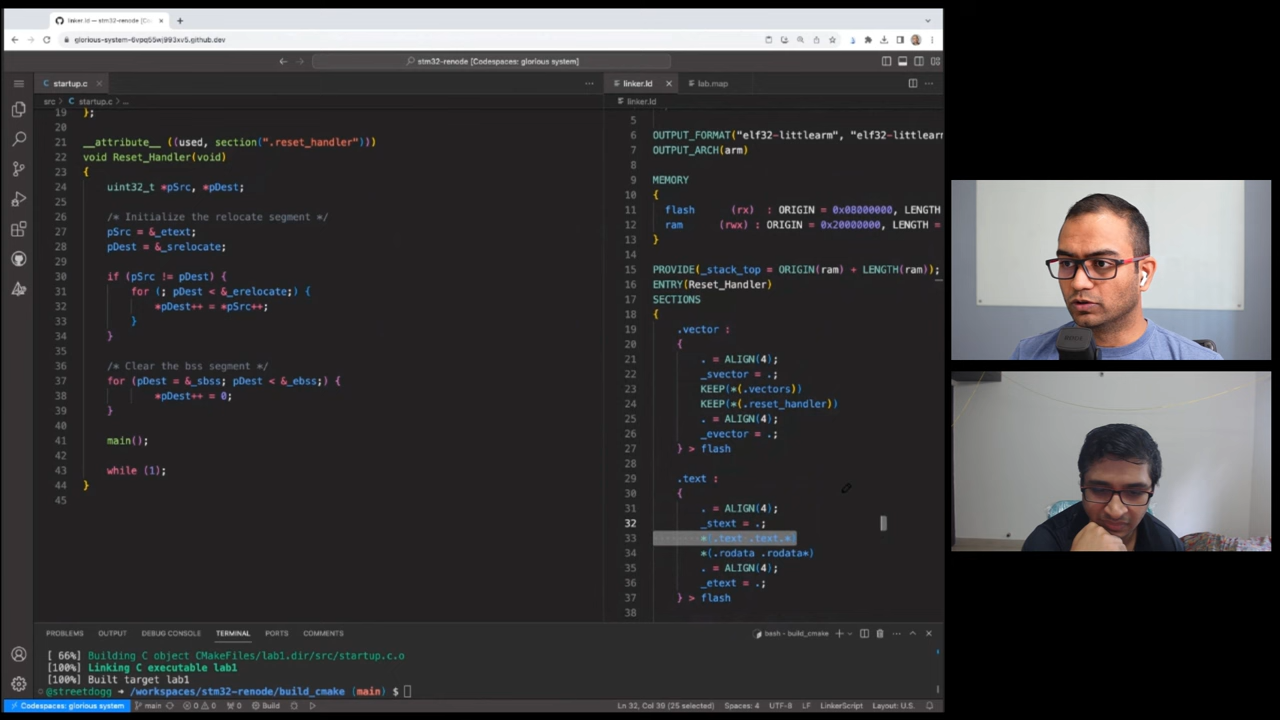 linker.ld — stm32-renode [Co
glorious-system-6vpq55wj993xv5.github.dev
stm32-renode [Codespaces: glorious system]
startup.c
linker.ld
lab.map
src > C startup.c > ...
linker.ld
19 };
20
21 __attribute__ ((used, section(".reset_handler")))
22 void Reset_Handler(void)
23 {
24 uint32_t *pSrc, *pDest;
25
26 /* Initialize the relocate segment */
27 pSrc = &_etext;
28 pDest = &_srelocate;
29
30 if (pSrc != pDest) {
31 for (; pDest < &_erelocate;) {
32 *pDest++ = *pSrc++;
33 }
34 }
35
36 /* Clear the bss segment */
37 for (pDest = &_sbss; pDest < &_ebss;) {
38 *pDest++ = 0;
39 }
40
41 main();
42
43 while (1);
44 }
45
5
6 OUTPUT_FORMAT("elf32-littlearm", "elf32-littlear
7 OUTPUT_ARCH(arm)
8
9 MEMORY
10 {
11 flash (rx) : ORIGIN = 0x08000000, LENGTH
12 ram (rwx) : ORIGIN = 0x20000000, LENGTH =
13 }
14
15 PROVIDE(_stack_top = ORIGIN(ram) + LENGTH(ram));
16 ENTRY(Reset_Handler)
17 SECTIONS
18 {
19 .vector :
20 {
21 . = ALIGN(4);
22 _svector = .;
23 KEEP(*(.vectors))
24 KEEP(*(.reset_handler))
25 . = ALIGN(4);
26 _evector = .;
27 } > flash
28
29 .text :
30 {
31 . = ALIGN(4);
32 _stext = .;
33 *(.text .text.*)
34 *(.rodata .rodata*)
35 . = ALIGN(4);
36 _etext = .;
37 } > flash
38
PROBLEMS OUTPUT DEBUG CONSOLE TERMINAL PORTS COMMENTS
bash - build_cmake
[ 66%] Building C object CMakeFiles/lab1.dir/src/startup.c.o
[100%] Linking C executable lab1
[100%] Built target lab1
@streetdogg ➜ /workspaces/stm32-renode/build_cmake (main) $
Codespaces: glorious system main 0 0 0 Build
Ln 32, Col 39 (25 selected) Spaces: 4 UTF-8 LF LinkerScript Layout: U.S.